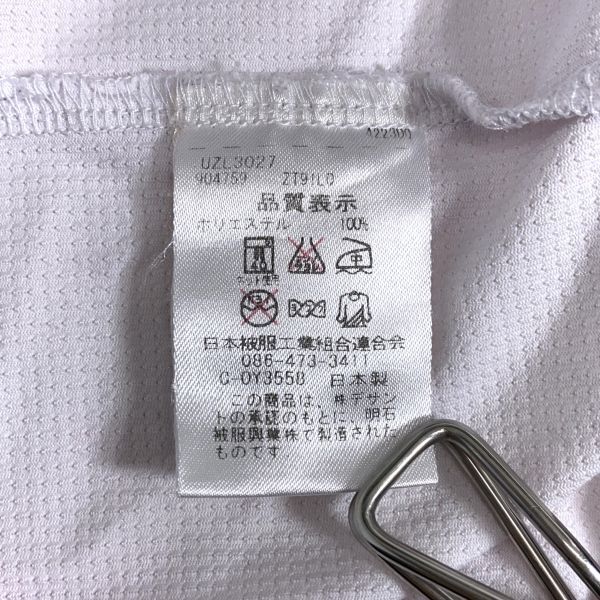 UZL3027
904759 ZT91LD
品質表示
ポリエステル 100%
中
日本被服工業組合連合会
086-473-3411
C-OY3558 日本製
この商品は、㈱デサン
トの承認のもとに 明石
被服興業㈱で製造された
ものです